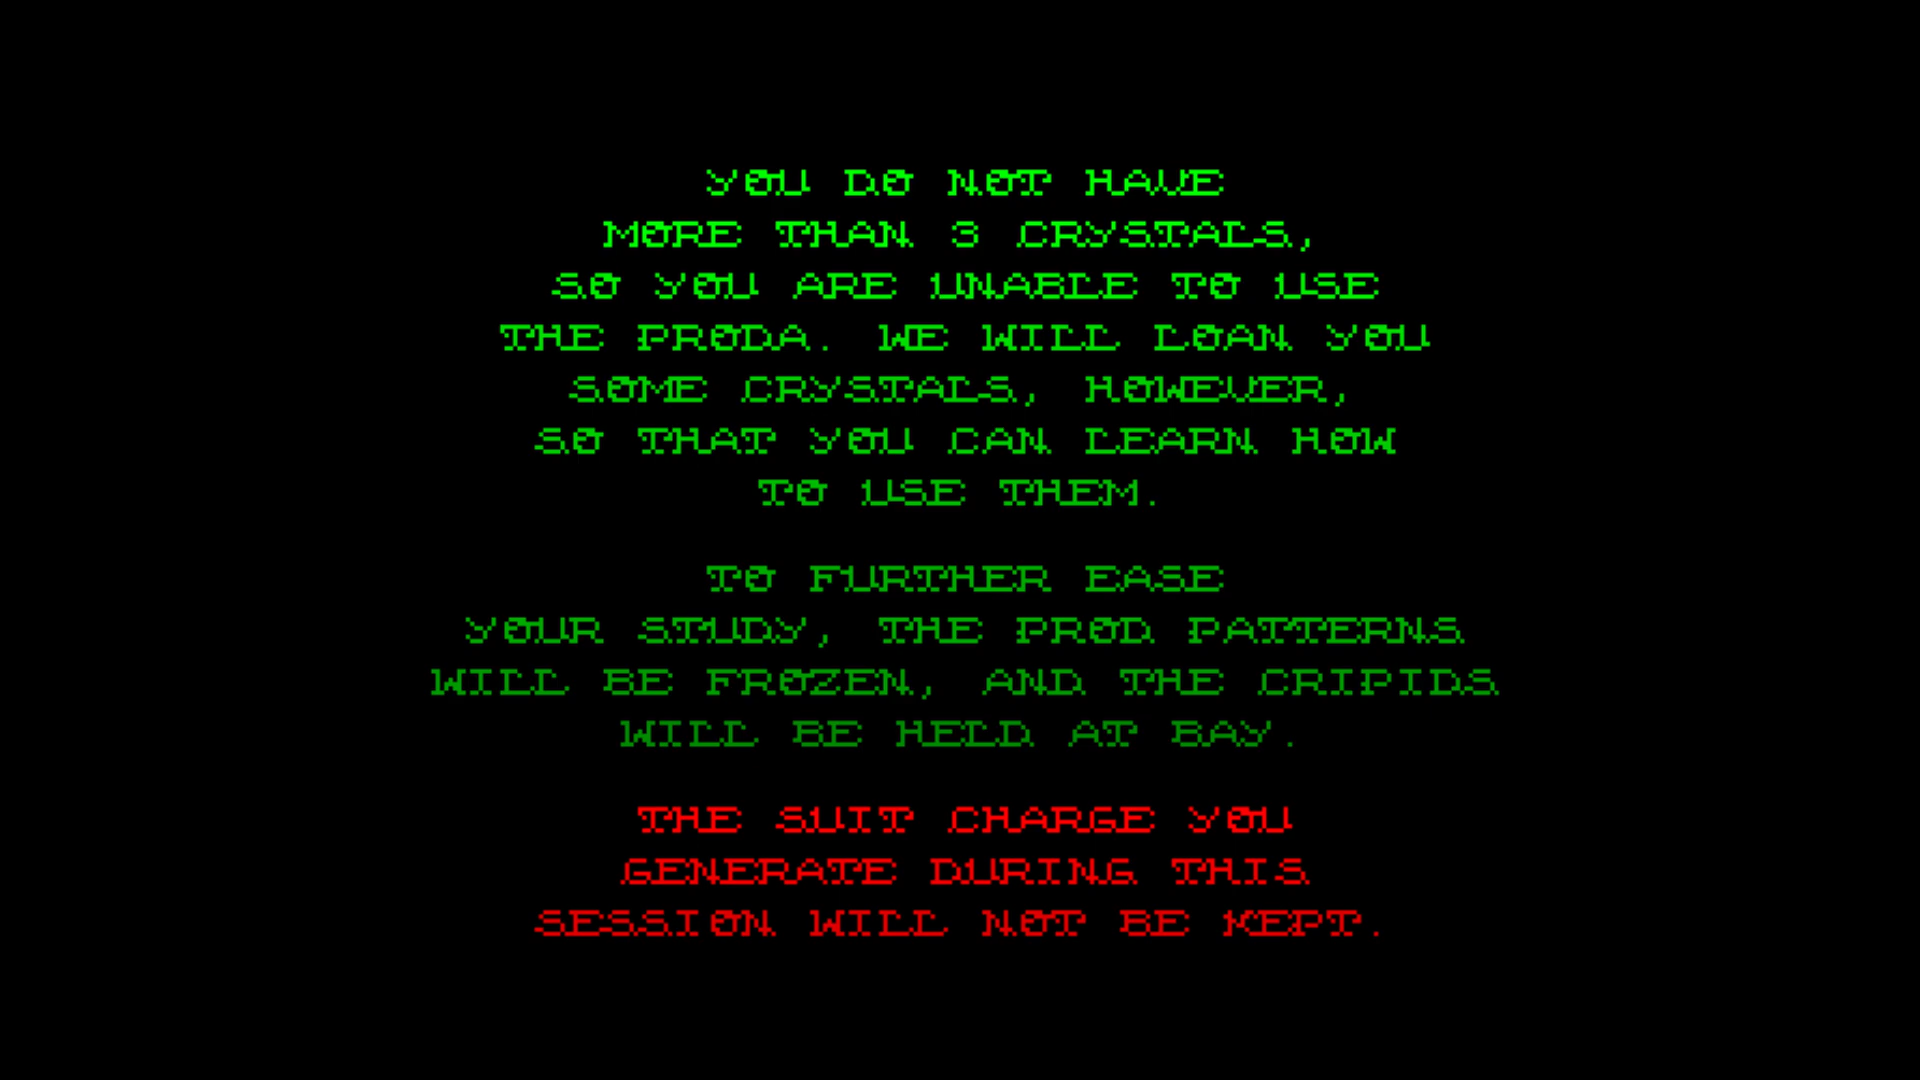 YOU DO NOT HAVE
MORE THAN 3 CRYSTALS,
SO YOU ARE UNABLE TO USE
THE PRODA. WE WILL LOAN YOU
SOME CRYSTALS, HOWEVER,
SO THAT YOU CAN LEARN HOW
TO USE THEM.
TO FURTHER EASE
YOUR STUDY, THE PROD PATTERNS
WILL BE FROZEN, AND THE CRIPIDS
WILL BE HELD AT BAY.
THE SUIT CHARGE YOU
GENERATE DURING THIS
SESSION WILL NOT BE KEPT.